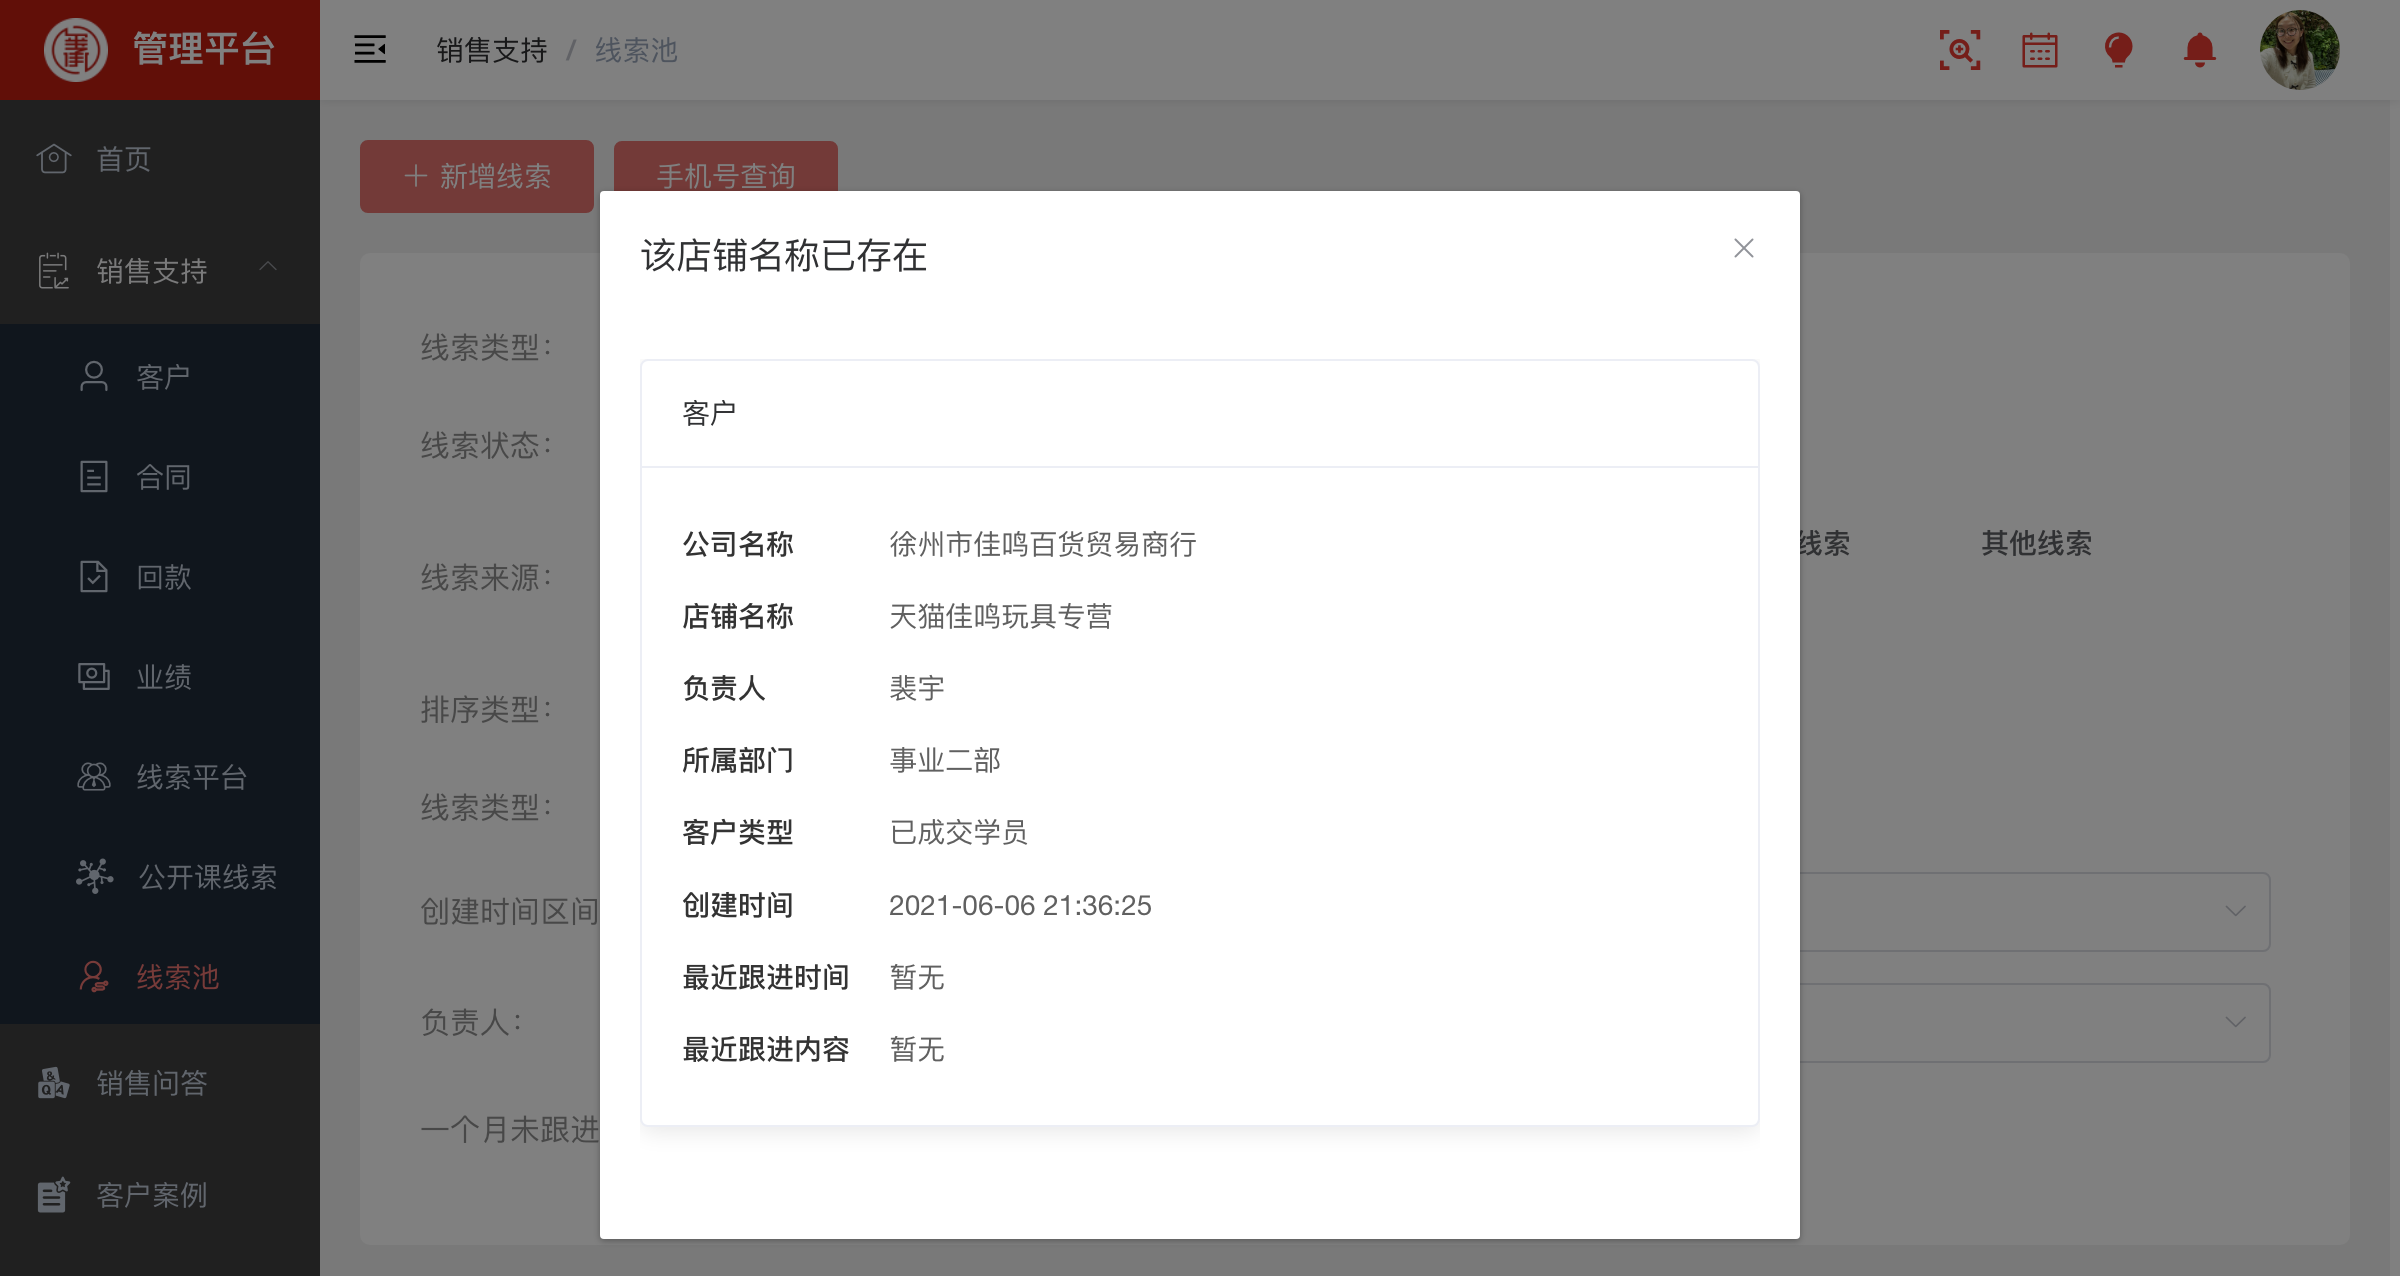 管理平台
销售支持 / 线索池
首页
销售支持
客户
合同
回款
业绩
线索平台
公开课线索
线索池
销售问答
客户案例
新增线索
手机号查询
线索类型:
线索状态:
线索来源:
排序类型:
线索类型:
创建时间区间
负责人:
一个月未跟进
线索
其他线索
该店铺名称已存在
客户
公司名称 徐州市佳鸣百货贸易商行
店铺名称 天猫佳鸣玩具专营
负责人 裴宇
所属部门 事业二部
客户类型 已成交学员
创建时间 2021-06-06 21:36:25
最近跟进时间 暂无
最近跟进内容 暂无